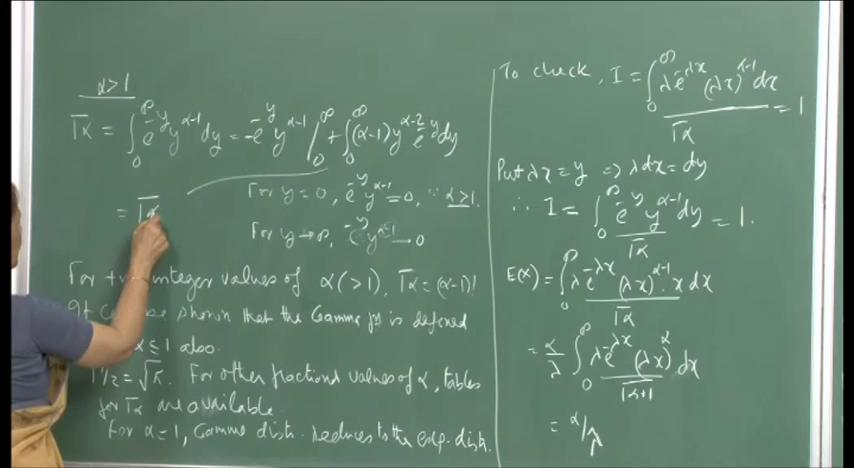 α>1
Γα = ∫₀^∞ e^-y y^α-1 dy = -e^-y y^α-1 |₀^∞ + ∫₀^∞ (α-1) y^α-2 e^-y dy
= Γα
For y = 0, e^-y y^α-1 = 0, ∵ α>1.
For y→∞, -e^-y y^α-1 → 0
For +ve integer values of α(>1), Γα = (α-1)!
It can be shown that the Gamma fn is defined
α ≤ 1 also.
Γ1/2 = √π. For other fractional values of α, tables
for Γα are available.
For α=1, Gamma distr. reduces to the exp. distr.
To check, I = ∫₀^∞ λe^-λx (λx)^α-1 dx / Γα = 1
Put λx = y ⇒ λdx = dy
∴ I = ∫₀^∞ e^-y y^α-1 dy / Γα = 1.
E(X) = ∫₀^∞ λe^-λx (λx)^α-1 . x dx / Γα
= α/λ ∫₀^∞ λe^-λx (λx)^α dx / Γα+1
= α/λ